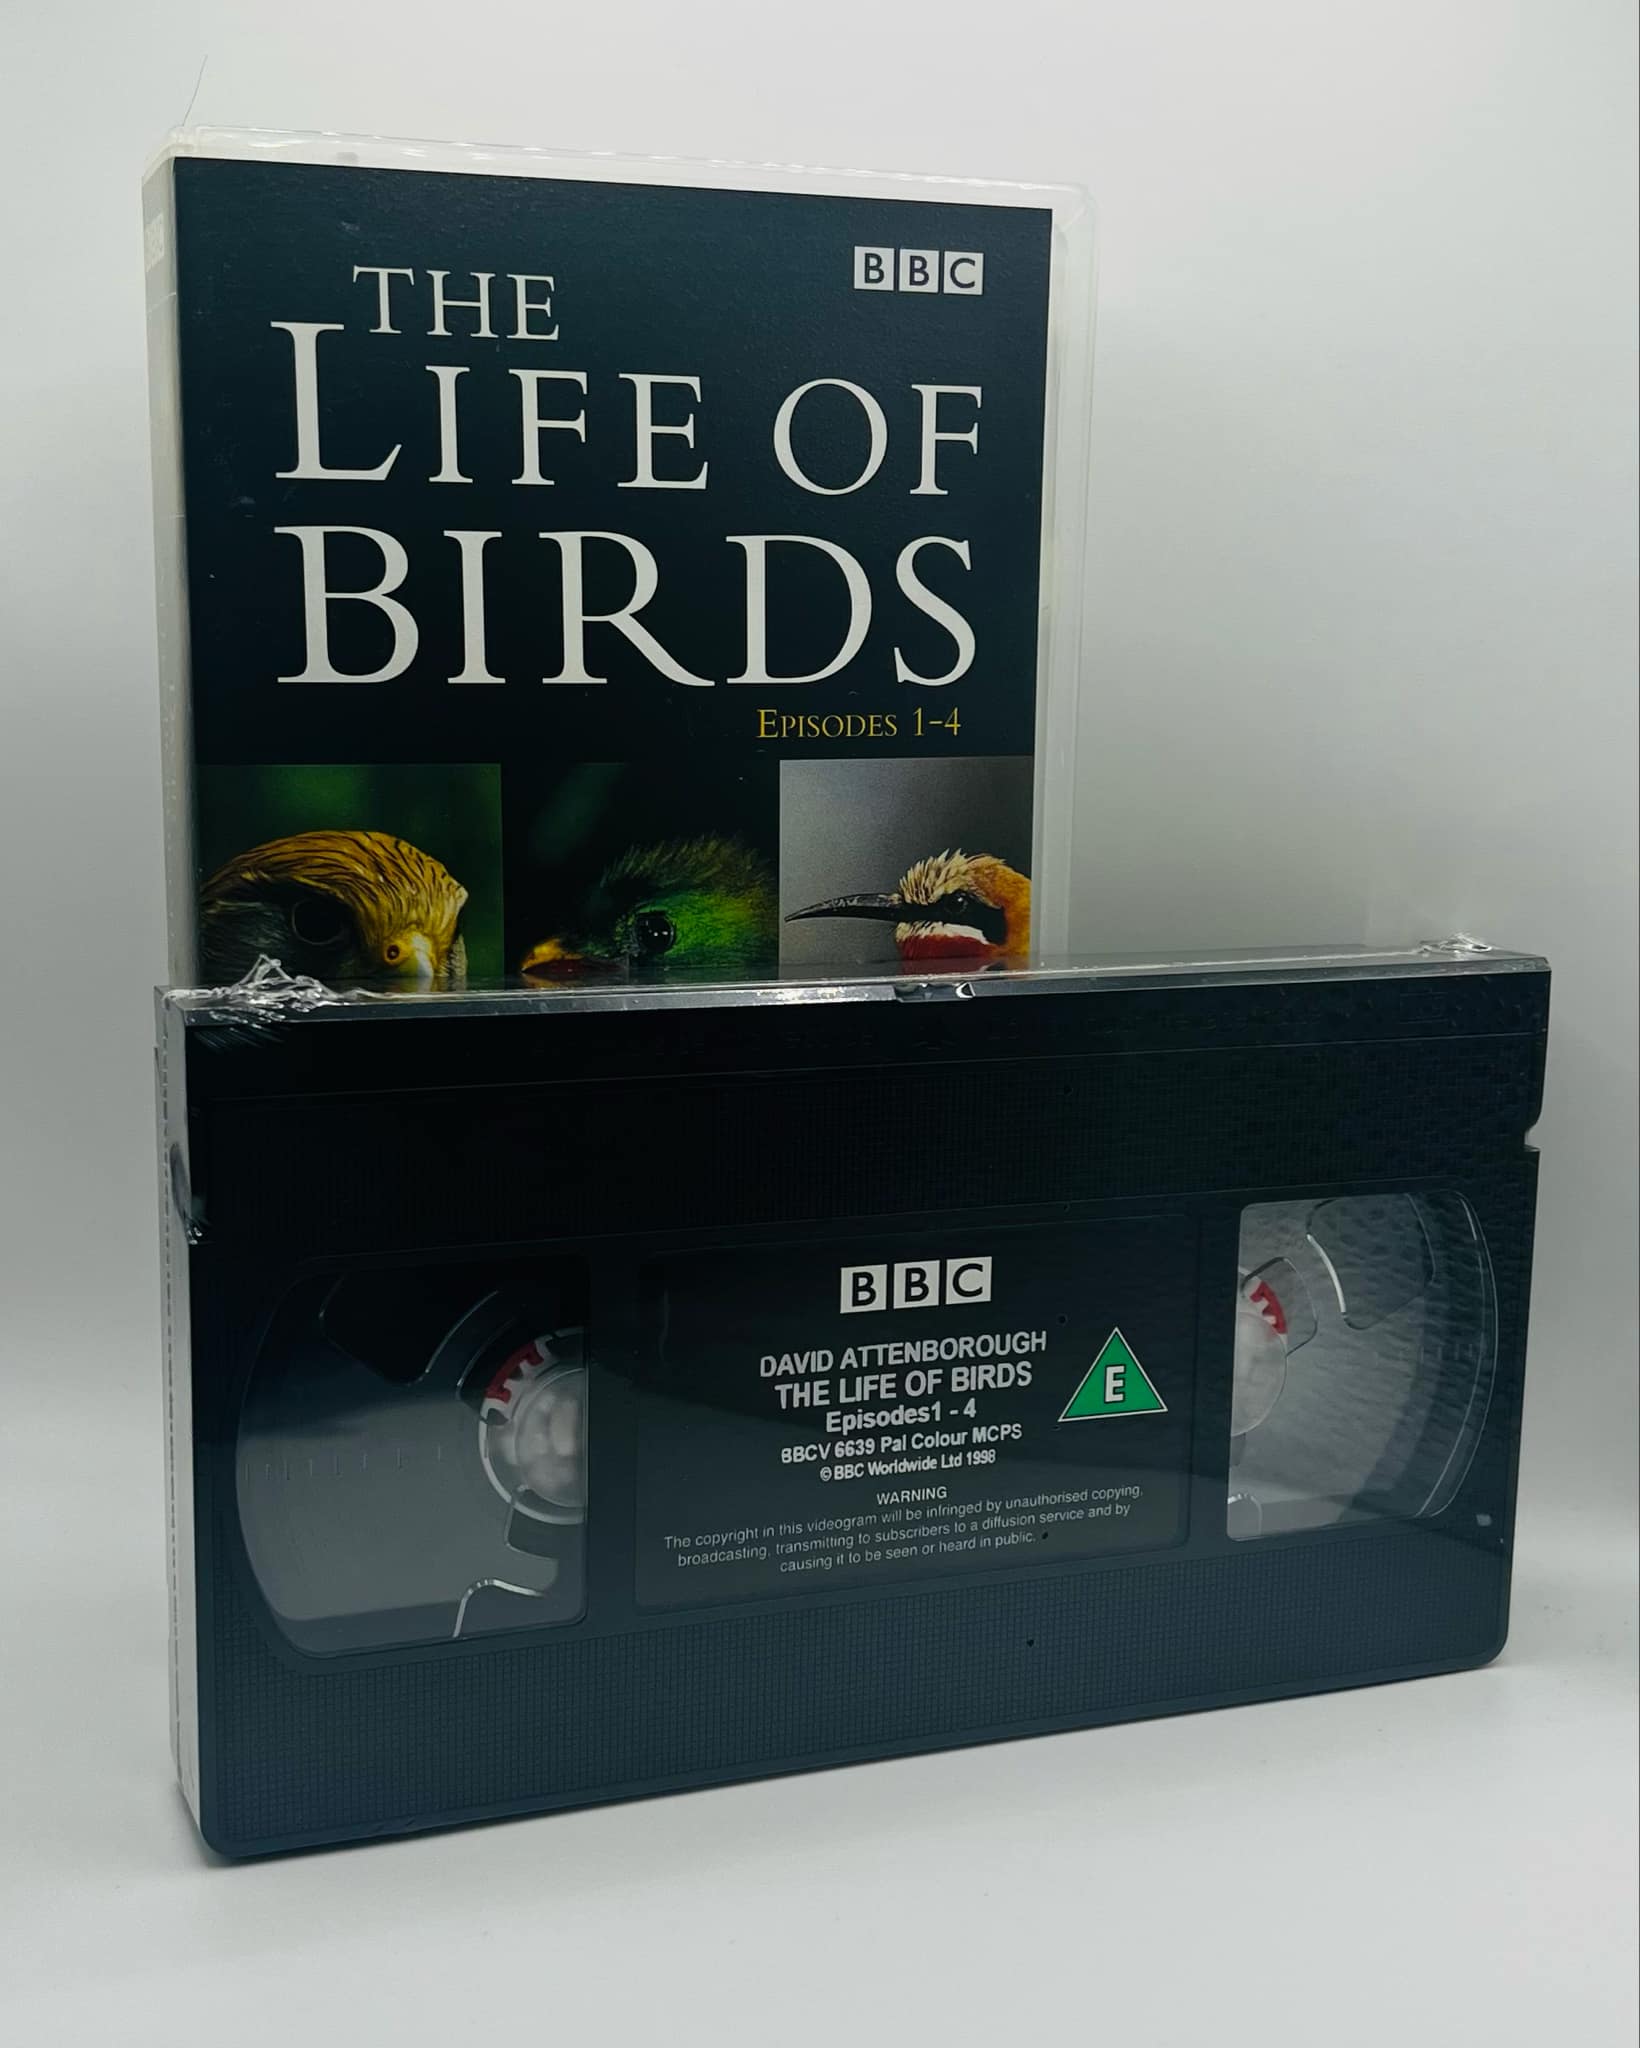 BBC
THE
LIFE OF
BIRDS
EPISODES 1-4
BBC
DAVID ATTENBOROUGH
THE LIFE OF BIRDS
Episodes1 - 4
BBCV 6639 Pal Colour MCPS
© BBC Worldwide Ltd 1998
E
WARNING
The copyright in this videogram will be infringed by unauthorised copying,
broadcasting, transmitting to subscribers to a diffusion service and by
causing it to be seen or heard in public.